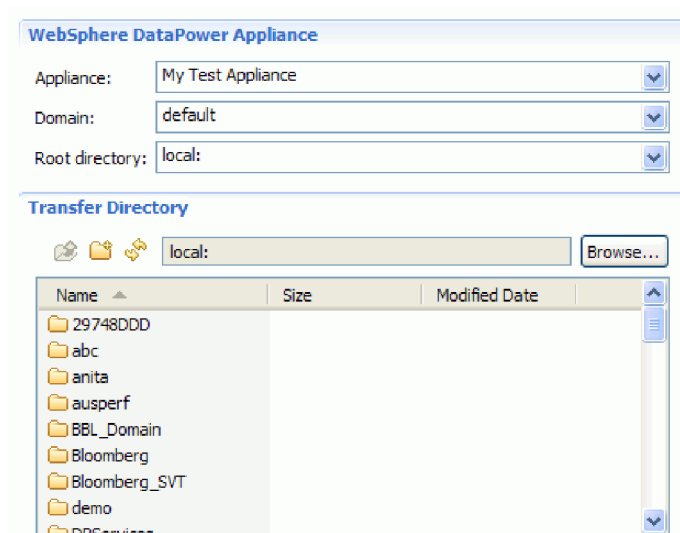 WebSphere DataPower Appliance
Appliance: My Test Appliance
Domain: default
Root directory: local:
Transfer Directory
local: Browse...
Name Size Modified Date
29748DDD
abc
anita
ausperf
BBL_Domain
Bloomberg
Bloomberg_SVT
demo